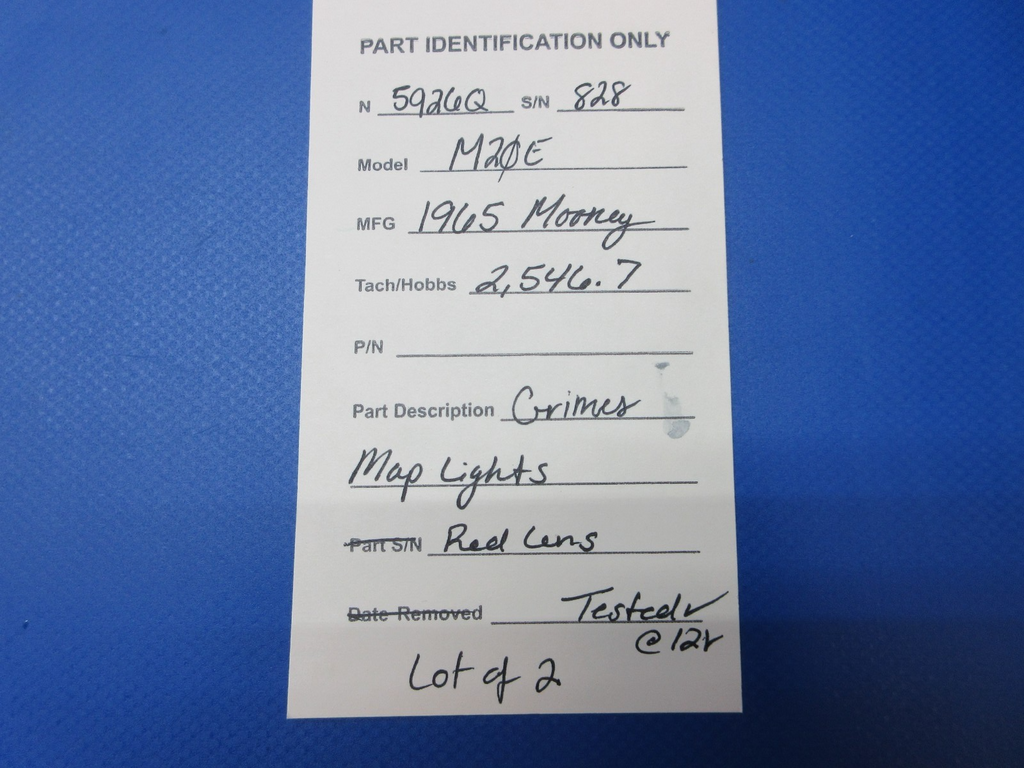 PART IDENTIFICATION ONLY
N 5926Q S/N 828
Model M20E
MFG 1965 Mooney
Tach/Hobbs 2,546.7
P/N
Part Description Grimes
Map Lights
Part S/N Red Lens
Date Removed Tested ✓
@ 12v
Lot of 2